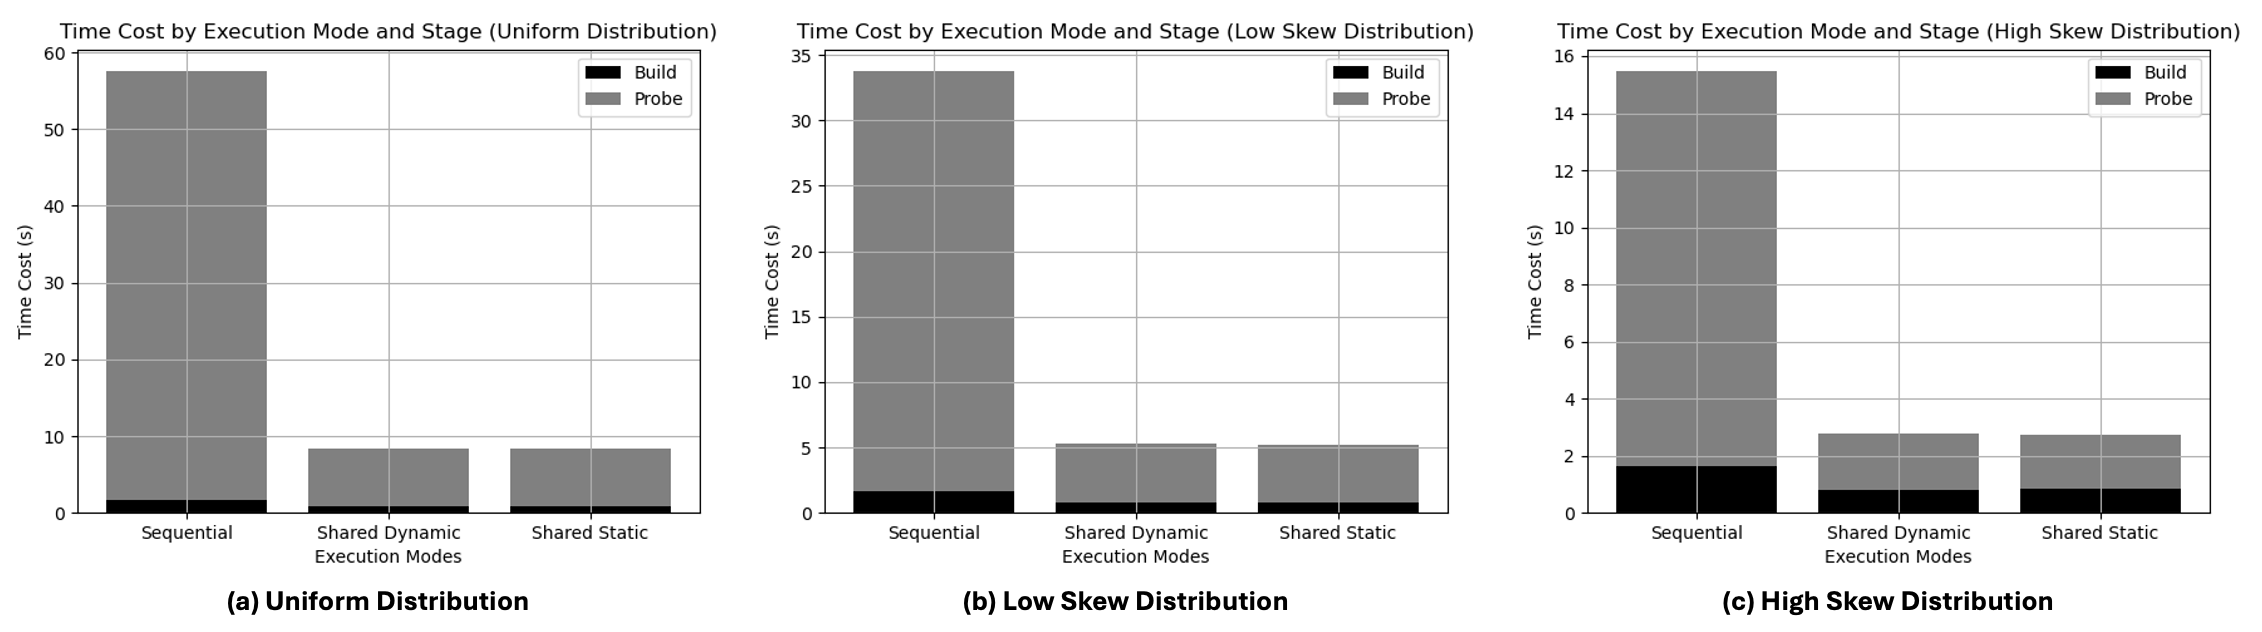 Time Cost by Execution Mode and Stage (Uniform Distribution)
Time Cost (s)
60
50
40
30
20
10
0
Build
Probe
Sequential
Shared Dynamic
Shared Static
Execution Modes
(a) Uniform Distribution
Time Cost by Execution Mode and Stage (Low Skew Distribution)
Time Cost (s)
35
30
25
20
15
10
5
0
Build
Probe
Sequential
Shared Dynamic
Shared Static
Execution Modes
(b) Low Skew Distribution
Time Cost by Execution Mode and Stage (High Skew Distribution)
Time Cost (s)
16
14
12
10
8
6
4
2
0
Build
Probe
Sequential
Shared Dynamic
Shared Static
Execution Modes
(c) High Skew Distribution